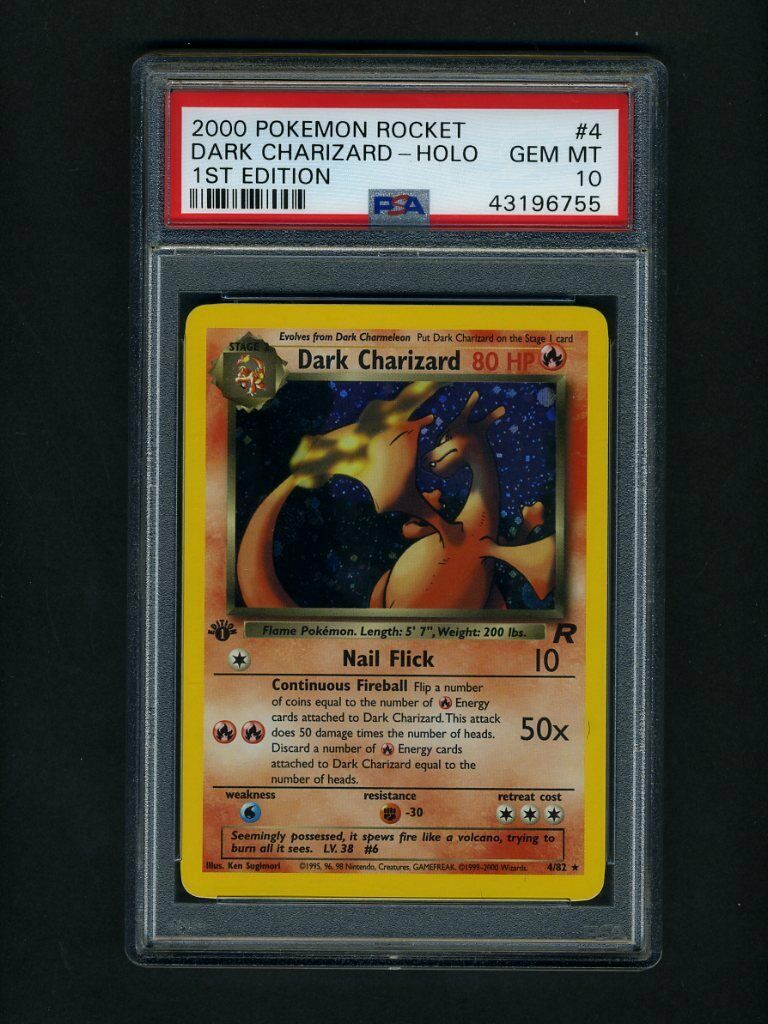 2000 POKEMON ROCKET #4
DARK CHARIZARD - HOLO GEM MT
1ST EDITION 10
PSA 43196755
Evolves from Dark Charmeleon Put Dark Charizard on the Stage 1 card
STAGE 2
Dark Charizard 80 HP
EDITION
1
Flame Pokémon. Length: 5' 7", Weight: 200 lbs.
R
Nail Flick 10
Continuous Fireball Flip a number
of coins equal to the number of Energy
cards attached to Dark Charizard. This attack
does 50 damage times the number of heads. 50x
Discard a number of Energy cards
attached to Dark Charizard equal to the
number of heads.
weakness resistance retreat cost
-30
Seemingly possessed, it spews fire like a volcano, trying to
burn all it sees. LV. 38 #6
Illus. Ken Sugimori ©1995, 96, 98 Nintendo, Creatures, GAMEFREAK. ©1999-2000 Wizards. 4/82 ★